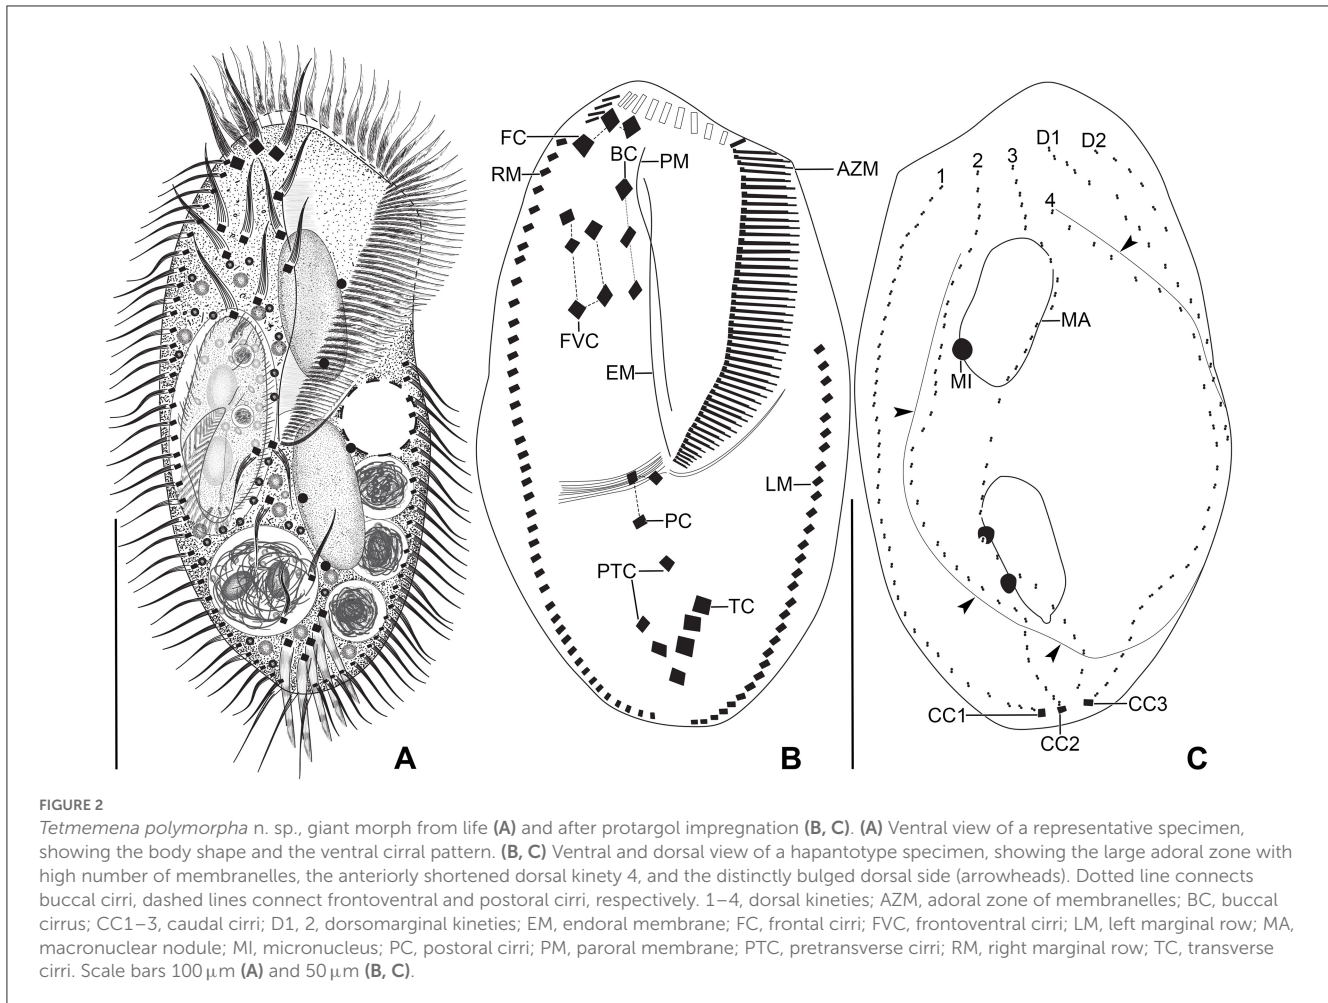 FC
RM
BC
PM
AZM
FVC
EM
LM
PC
PTC
TC
1
2
3
D1
D2
4
MA
MI
CC1
CC2
CC3
A
B
C
FIGURE 2
Tetmemena polymorpha n. sp., giant morph from life (A) and after protargol impregnation (B, C). (A) Ventral view of a representative specimen,
showing the body shape and the ventral cirral pattern. (B, C) Ventral and dorsal view of a hapantotype specimen, showing the large adoral zone with
high number of membranelles, the anteriorly shortened dorsal kinety 4, and the distinctly bulged dorsal side (arrowheads). Dotted line connects
buccal cirri, dashed lines connect frontoventral and postoral cirri, respectively. 1–4, dorsal kineties; AZM, adoral zone of membranelles; BC, buccal
cirrus; CC1–3, caudal cirri; D1, 2, dorsomarginal kineties; EM, endoral membrane; FC, frontal cirri; FVC, frontoventral cirri; LM, left marginal row; MA,
macronuclear nodule; MI, micronucleus; PC, postoral cirri; PM, paroral membrane; PTC, pretransverse cirri; RM, right marginal row; TC, transverse
cirri. Scale bars 100 μm (A) and 50 μm (B, C).